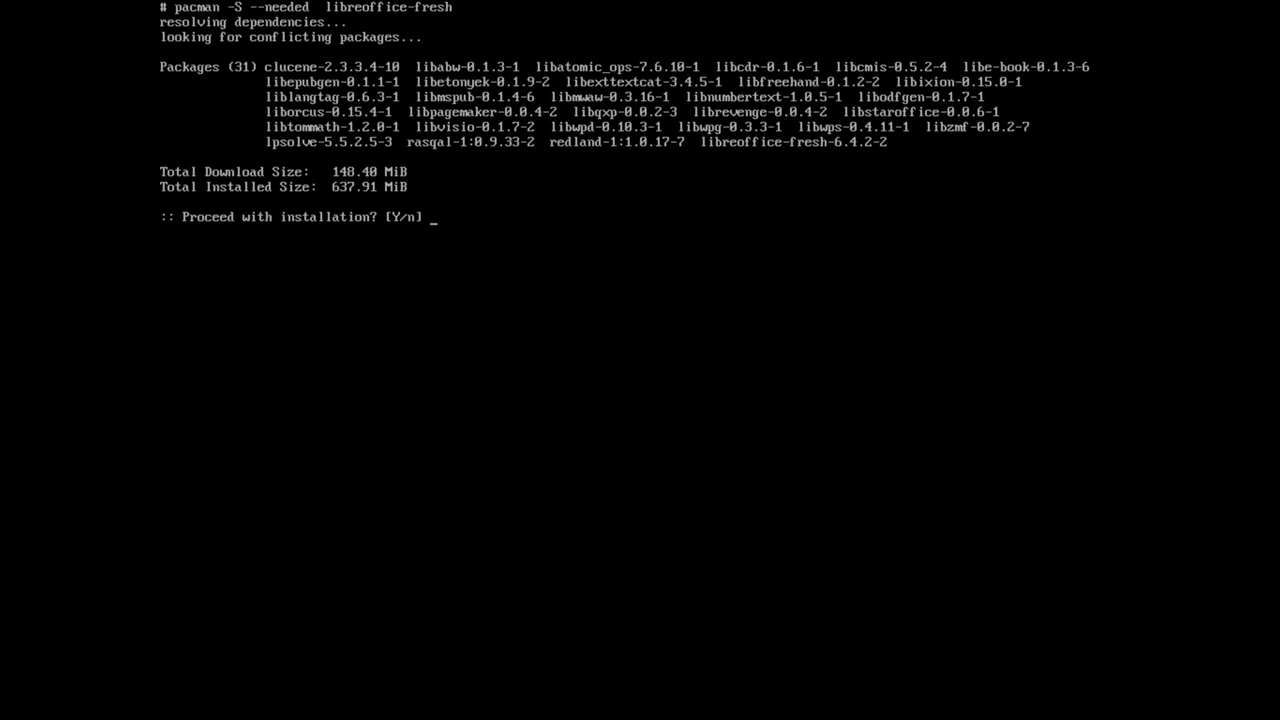 # pacman -S --needed  libreoffice-fresh
resolving dependencies...
looking for conflicting packages...
Packages (31) clucene-2.3.3.4-10  libabw-0.1.3-1  libatomic_ops-7.6.10-1  libcdr-0.1.6-1  libcmis-0.5.2-4  libe-book-0.1.3-6
libepubgen-0.1.1-1  libetonyek-0.1.9-2  libexttextcat-3.4.5-1  libfreehand-0.1.2-2  libixion-0.15.0-1
liblangtag-0.6.3-1  libmspub-0.1.4-6  libmwaw-0.3.16-1  libnumbertext-1.0.5-1  libodfgen-0.1.7-1
liborcus-0.15.4-1  libpagemaker-0.0.4-2  libqxp-0.0.2-3  librevenge-0.0.4-2  libstaroffice-0.0.6-1
libtommath-1.2.0-1  libvisio-0.1.7-2  libwpd-0.10.3-1  libwpg-0.3.3-1  libwps-0.4.11-1  libzmf-0.0.2-7
lpsolve-5.5.2.5-3  rasqal-1:0.9.33-2  redland-1:1.0.17-7  libreoffice-fresh-6.4.2-2
Total Download Size:   148.40 MiB
Total Installed Size:  637.91 MiB
:: Proceed with installation? [Y/n] _